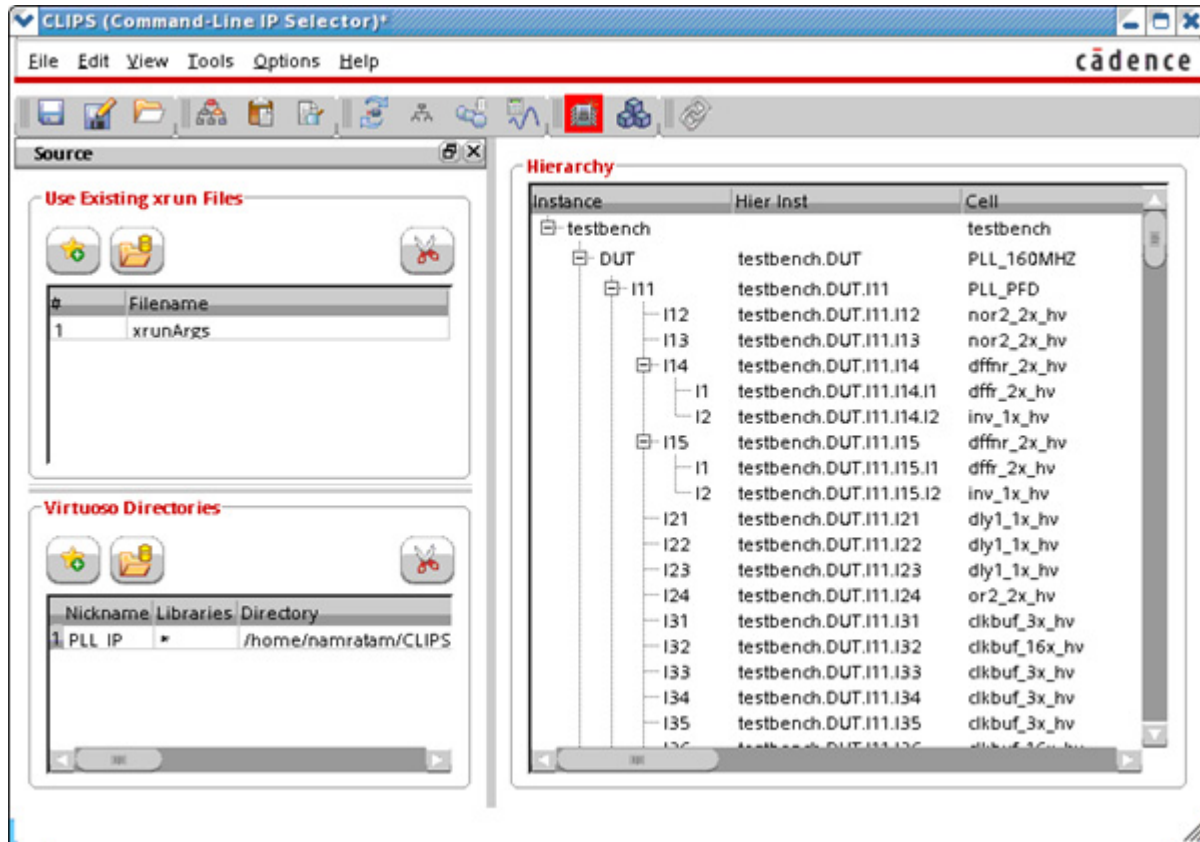 CLIPS (Command-Line IP Selector)*
File Edit View Tools Options Help
cādence
Source
Use Existing xrun Files
# Filename
1 xrunArgs
Virtuoso Directories
Nickname Libraries Directory
1 PLL_IP * /home/namratam/CLIPS
Hierarchy
Instance Hier Inst Cell
testbench testbench
DUT testbench.DUT PLL_160MHZ
I11 testbench.DUT.I11 PLL_PFD
I12 testbench.DUT.I11.I12 nor2_2x_hv
I13 testbench.DUT.I11.I13 nor2_2x_hv
I14 testbench.DUT.I11.I14 dffnr_2x_hv
I1 testbench.DUT.I11.I14.I1 dffr_2x_hv
I2 testbench.DUT.I11.I14.I2 inv_1x_hv
I15 testbench.DUT.I11.I15 dffnr_2x_hv
I1 testbench.DUT.I11.I15.I1 dffr_2x_hv
I2 testbench.DUT.I11.I15.I2 inv_1x_hv
I21 testbench.DUT.I11.I21 dly1_1x_hv
I22 testbench.DUT.I11.I22 dly1_1x_hv
I23 testbench.DUT.I11.I23 dly1_1x_hv
I24 testbench.DUT.I11.I24 or2_2x_hv
I31 testbench.DUT.I11.I31 clkbuf_3x_hv
I32 testbench.DUT.I11.I32 clkbuf_16x_hv
I33 testbench.DUT.I11.I33 clkbuf_3x_hv
I34 testbench.DUT.I11.I34 clkbuf_3x_hv
I35 testbench.DUT.I11.I35 clkbuf_3x_hv